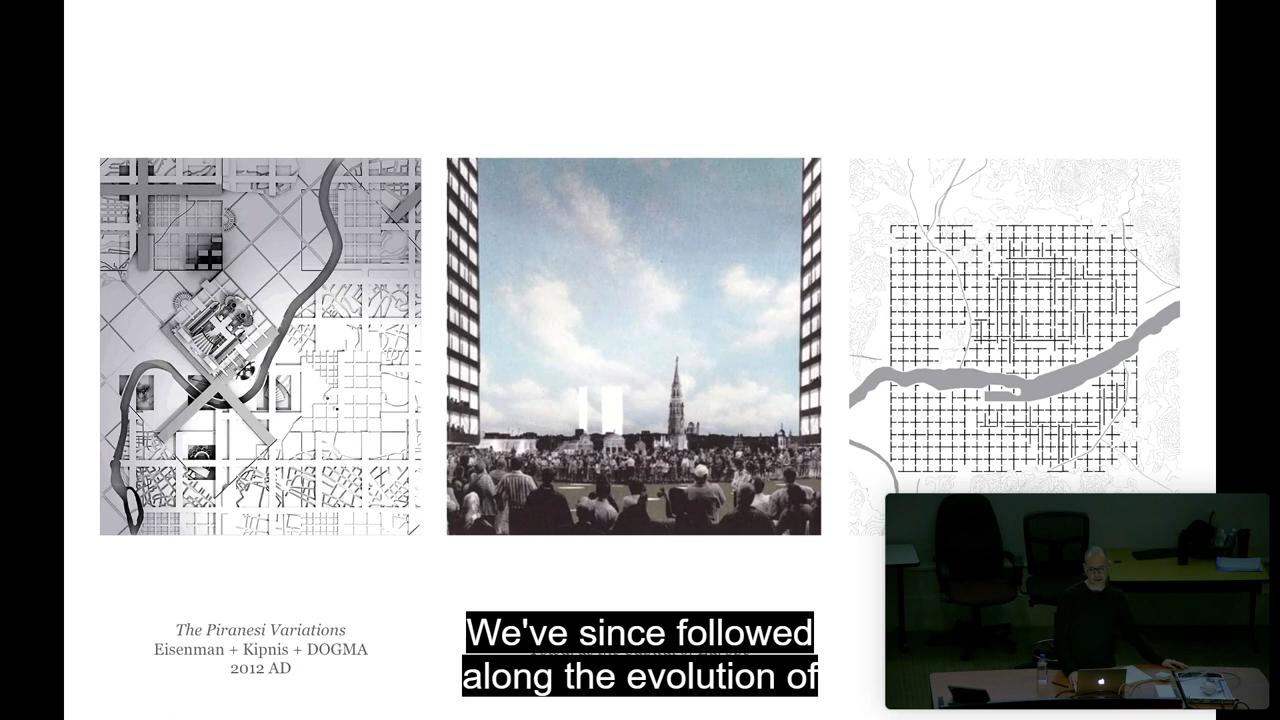 The Piranesi Variations
Eisenman + Kipnis + DOGMA
2012 AD
We've since followed
along the evolution of